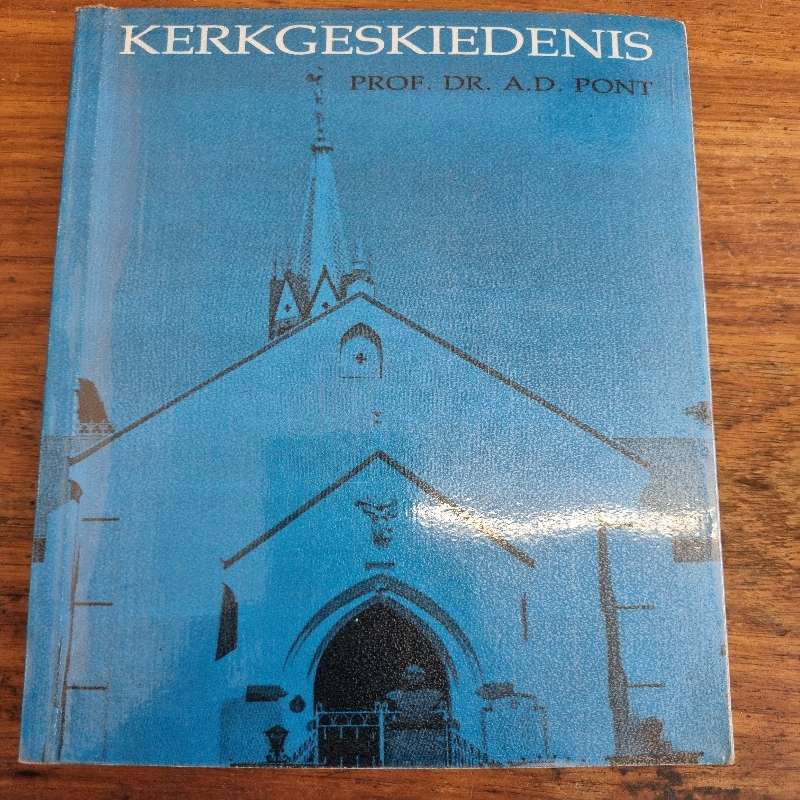 KERKGESKIEDENIS
PROF. DR. A.D. PONT